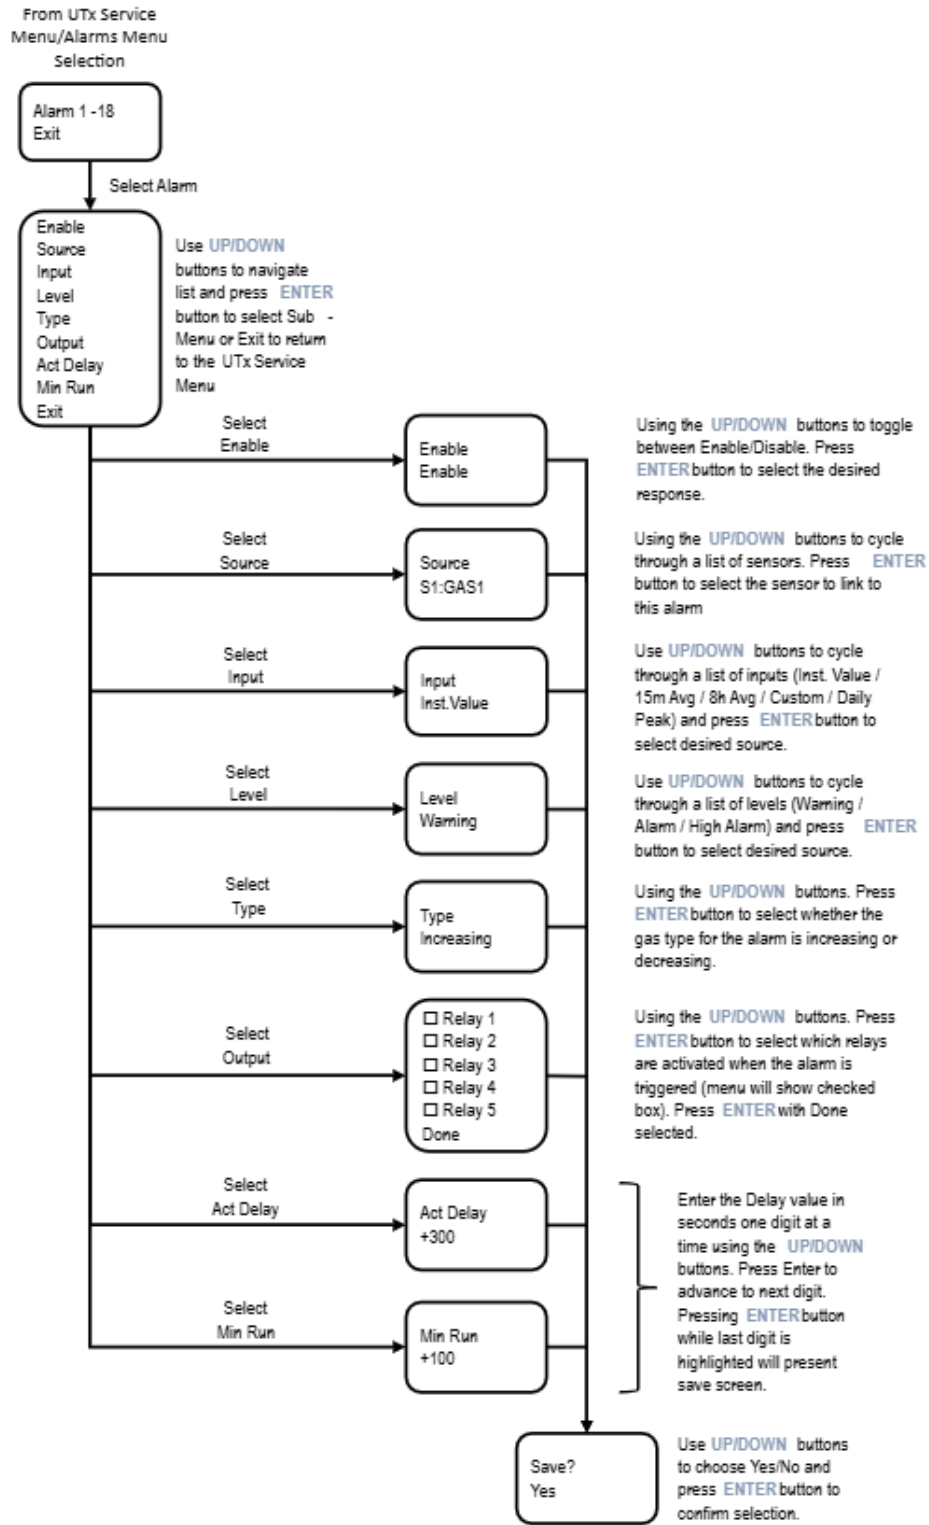 From UTx Service
Menu/Alarms Menu
Selection
Alarm 1 -18
Exit
Select Alarm
Enable
Source
Input
Level
Type
Output
Act Delay
Min Run
Exit
Use UP/DOWN
buttons to navigate
list and press ENTER
button to select Sub -
Menu or Exit to return
to the UTx Service
Menu
Select
Enable
Enable
Enable
Using the UP/DOWN buttons to toggle
between Enable/Disable. Press
ENTER button to select the desired
response.
Select
Source
Source
S1:GAS1
Using the UP/DOWN buttons to cycle
through a list of sensors. Press ENTER
button to select the sensor to link to
this alarm
Select
Input
Input
Inst.Value
Use UP/DOWN buttons to cycle
through a list of inputs (Inst. Value /
15m Avg / 8h Avg / Custom / Daily
Peak) and press ENTER button to
select desired source.
Select
Level
Level
Warning
Use UP/DOWN buttons to cycle
through a list of levels (Warning /
Alarm / High Alarm) and press ENTER
button to select desired source.
Select
Type
Type
Increasing
Using the UP/DOWN buttons. Press
ENTER button to select whether the
gas type for the alarm is increasing or
decreasing.
Select
Output
☐ Relay 1
☐ Relay 2
☐ Relay 3
☐ Relay 4
☐ Relay 5
Done
Using the UP/DOWN buttons. Press
ENTER button to select which relays
are activated when the alarm is
triggered (menu will show checked
box). Press ENTER with Done
selected.
Select
Act Delay
Act Delay
+300
Select
Min Run
Min Run
+100
Enter the Delay value in
seconds one digit at a
time using the UP/DOWN
buttons. Press Enter to
advance to next digit.
Pressing ENTER button
while last digit is
highlighted will present
save screen.
Save?
Yes
Use UP/DOWN buttons
to choose Yes/No and
press ENTER button to
confirm selection.